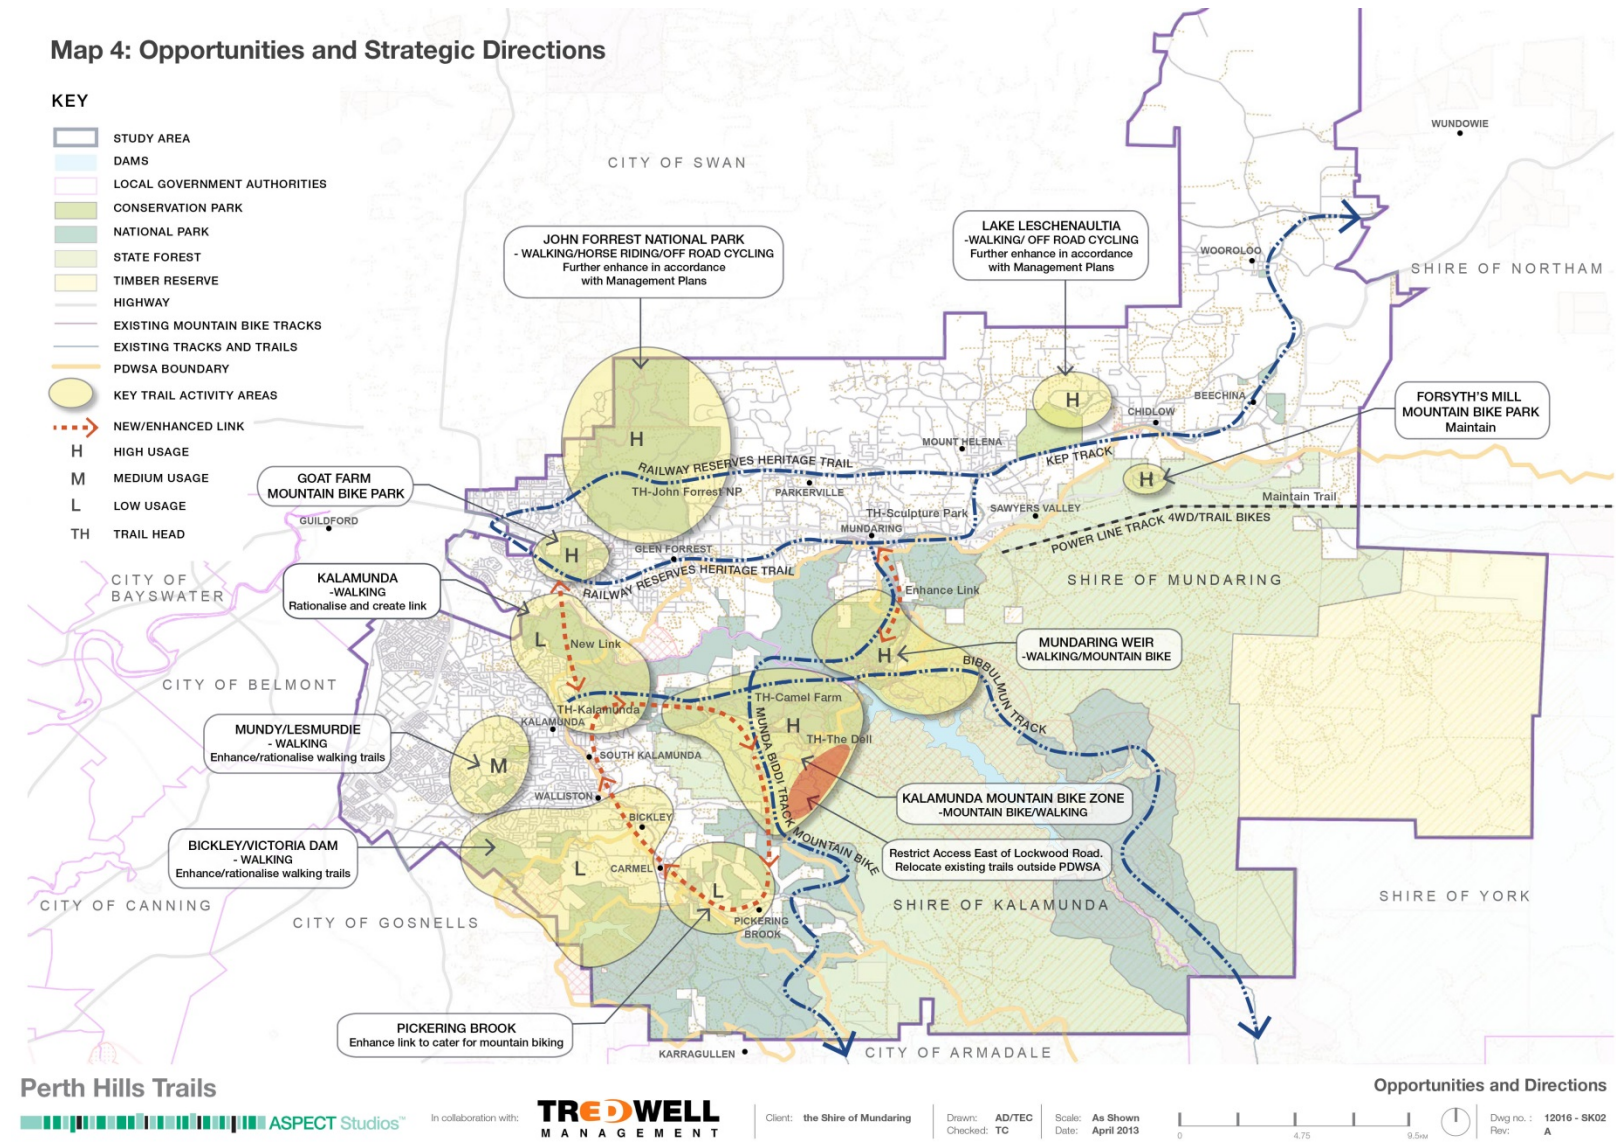 Map 4: Opportunities and Strategic Directions
KEY
STUDY AREA
DAMS
LOCAL GOVERNMENT AUTHORITIES
CONSERVATION PARK
NATIONAL PARK
STATE FOREST
TIMBER RESERVE
HIGHWAY
EXISTING MOUNTAIN BIKE TRACKS
EXISTING TRACKS AND TRAILS
PDWSA BOUNDARY
KEY TRAIL ACTIVITY AREAS
NEW/ENHANCED LINK
H HIGH USAGE
M MEDIUM USAGE
L LOW USAGE
TH TRAIL HEAD
CITY OF SWAN
WUNDOWIE
JOHN FORREST NATIONAL PARK
- WALKING/HORSE RIDING/OFF ROAD CYCLING
Further enhance in accordance
with Management Plans
LAKE LESCHENAULTIA
-WALKING/ OFF ROAD CYCLING
Further enhance in accordance
with Management Plans
WOOROLOO
SHIRE OF NORTHAM
FORSYTH'S MILL
MOUNTAIN BIKE PARK
Maintain
BEECHINA
CHIDLOW
H
H
H
MOUNT HELENA
KEP TRACK
RAILWAY RESERVES HERITAGE TRAIL
TH-John Forrest NP
PARKERVILLE
GOAT FARM
MOUNTAIN BIKE PARK
GUILDFORD
TH-Sculpture Park
SAWYERS VALLEY
Maintain Trail
POWER LINE TRACK 4WD/TRAIL BIKES
MUNDARING
GLEN FORREST
H
RAILWAY RESERVES HERITAGE TRAIL
CITY OF
BAYSWATER
KALAMUNDA
-WALKING
Rationalise and create link
Enhance Link
SHIRE OF MUNDARING
L
New Link
MUNDARING WEIR
-WALKING/MOUNTAIN BIKE
H
BIBBULMUN TRACK
CITY OF BELMONT
TH-Camel Farm
TH-Kalamunda
KALAMUNDA
H
TH-The Dell
MUNDA BIDDI TRACK MOUNTAIN BIKE
MUNDY/LESMURDIE
- WALKING
Enhance/rationalise walking trails
M
SOUTH KALAMUNDA
WALLISTON
KALAMUNDA MOUNTAIN BIKE ZONE
-MOUNTAIN BIKE/WALKING
BICKLEY
BICKLEY/VICTORIA DAM
- WALKING
Enhance/rationalise walking trails
Restrict Access East of Lockwood Road.
Relocate existing trails outside PDWSA
CARMEL
L
L
CITY OF CANNING
CITY OF GOSNELLS
SHIRE OF KALAMUNDA
SHIRE OF YORK
PICKERING
BROOK
PICKERING BROOK
Enhance link to cater for mountain biking
KARRAGULLEN
CITY OF ARMADALE
Perth Hills Trails
Opportunities and Directions
ASPECT Studios™
In collaboration with:
TREDWELL
MANAGEMENT
Client: the Shire of Mundaring
Drawn: AD/TEC
Checked: TC
Scale: As Shown
Date: April 2013
0 4.75 9.5KM
Dwg no. : 12016 - SK02
Rev: A